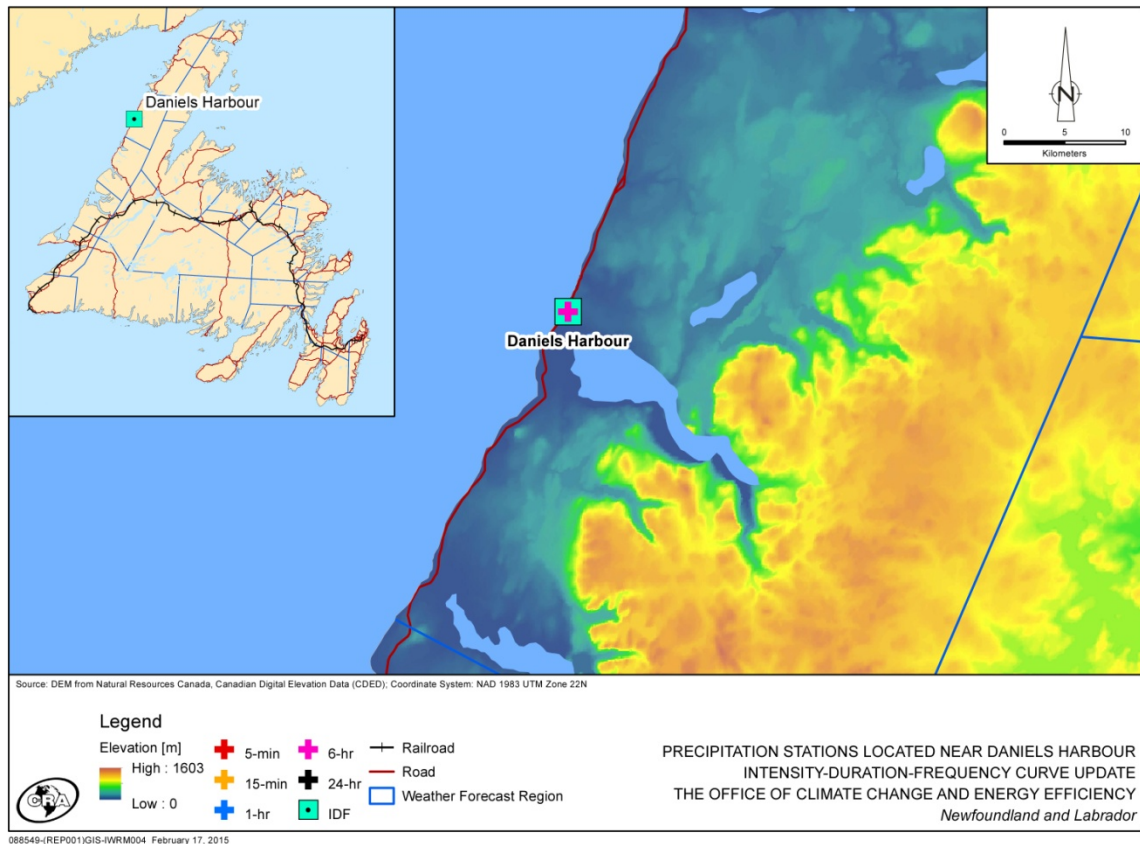 Daniels Harbour
N
0 5 10
Kilometers
Daniels Harbour
Source: DEM from Natural Resources Canada, Canadian Digital Elevation Data (CDED); Coordinate System: NAD 1983 UTM Zone 22N
Legend
Elevation [m]
High : 1603
Low : 0
5-min
15-min
1-hr
6-hr
24-hr
IDF
Railroad
Road
Weather Forecast Region
CRA
PRECIPITATION STATIONS LOCATED NEAR DANIELS HARBOUR
INTENSITY-DURATION-FREQUENCY CURVE UPDATE
THE OFFICE OF CLIMATE CHANGE AND ENERGY EFFICIENCY
Newfoundland and Labrador
088549-(REP001)GIS-IWRM004 February 17, 2015